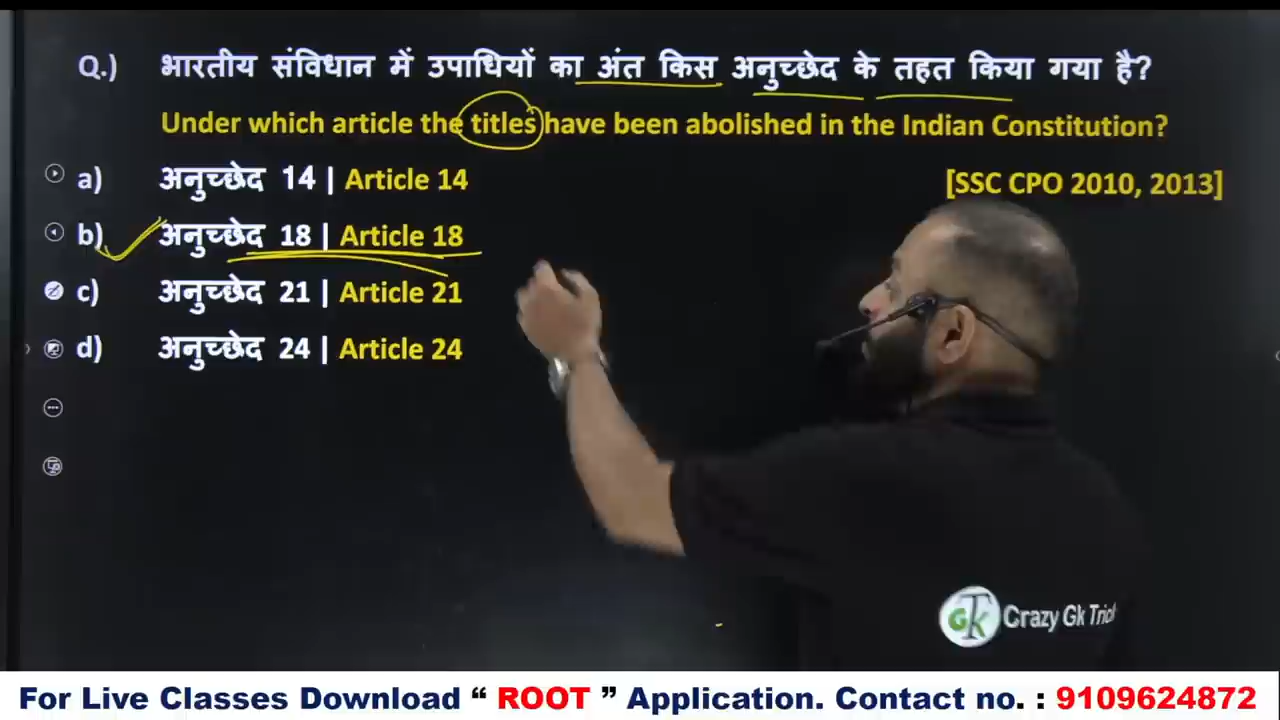 Q.) भारतीय संविधान में उपाधियों का अंत किस अनुच्छेद के तहत किया गया है?
Under which article the titles have been abolished in the Indian Constitution?
a) अनुच्छेद 14 | Article 14
[SSC CPO 2010, 2013]
b) अनुच्छेद 18 | Article 18
c) अनुच्छेद 21 | Article 21
d) अनुच्छेद 24 | Article 24
GTK Crazy Gk Trick
For Live Classes Download “ ROOT ” Application. Contact no. : 9109624872